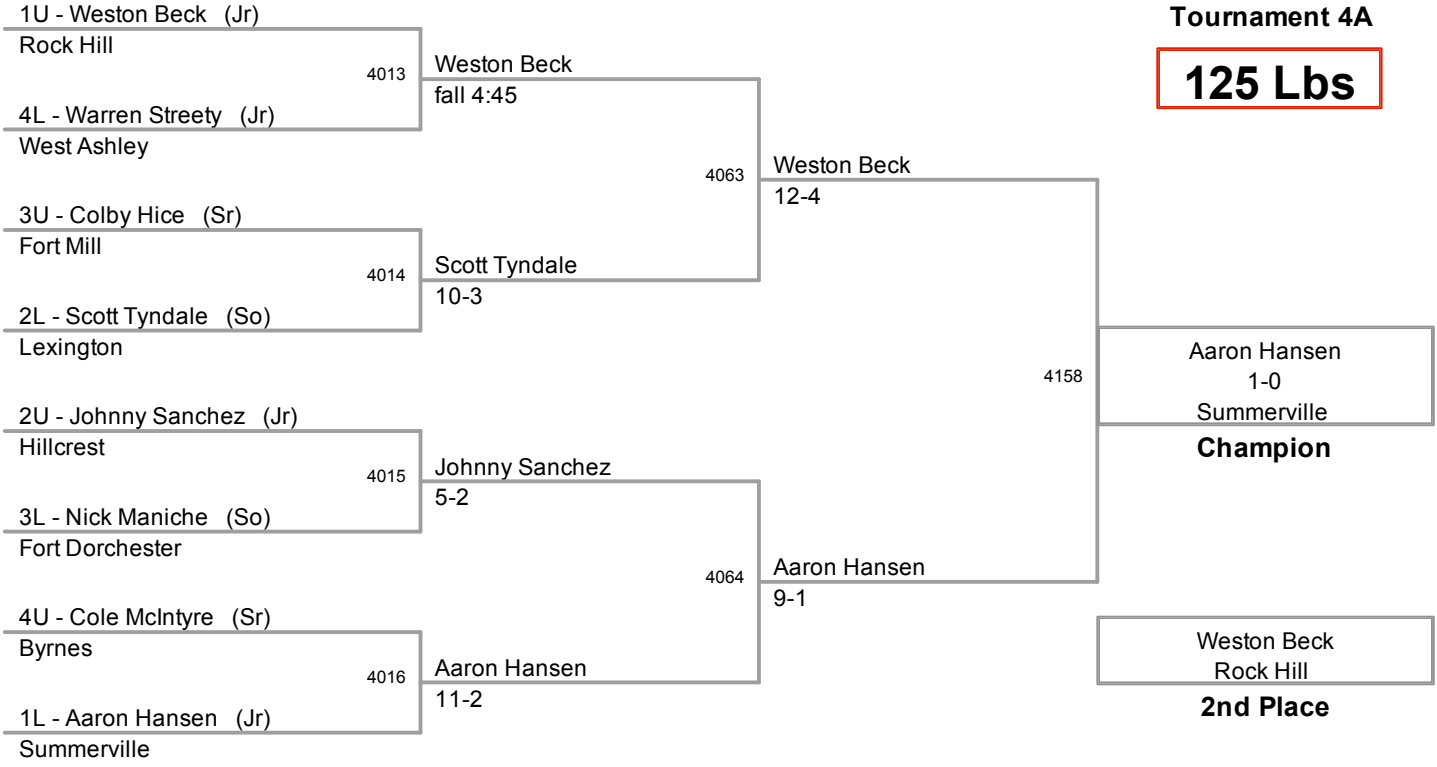 Tournament 4A
125 Lbs
1U - Weston Beck (Jr)
Rock Hill
4013
4L - Warren Streety (Jr)
West Ashley
Weston Beck
fall 4:45
3U - Colby Hice (Sr)
Fort Mill
4014
2L - Scott Tyndale (So)
Lexington
Scott Tyndale
10-3
4063
Weston Beck
12-4
2U - Johnny Sanchez (Jr)
Hillcrest
4015
3L - Nick Maniche (So)
Fort Dorchester
Johnny Sanchez
5-2
4U - Cole McIntyre (Sr)
Byrnes
4016
1L - Aaron Hansen (Jr)
Summerville
Aaron Hansen
11-2
4064
Aaron Hansen
9-1
4158
Aaron Hansen
1-0
Summerville
Champion
Weston Beck
Rock Hill
2nd Place